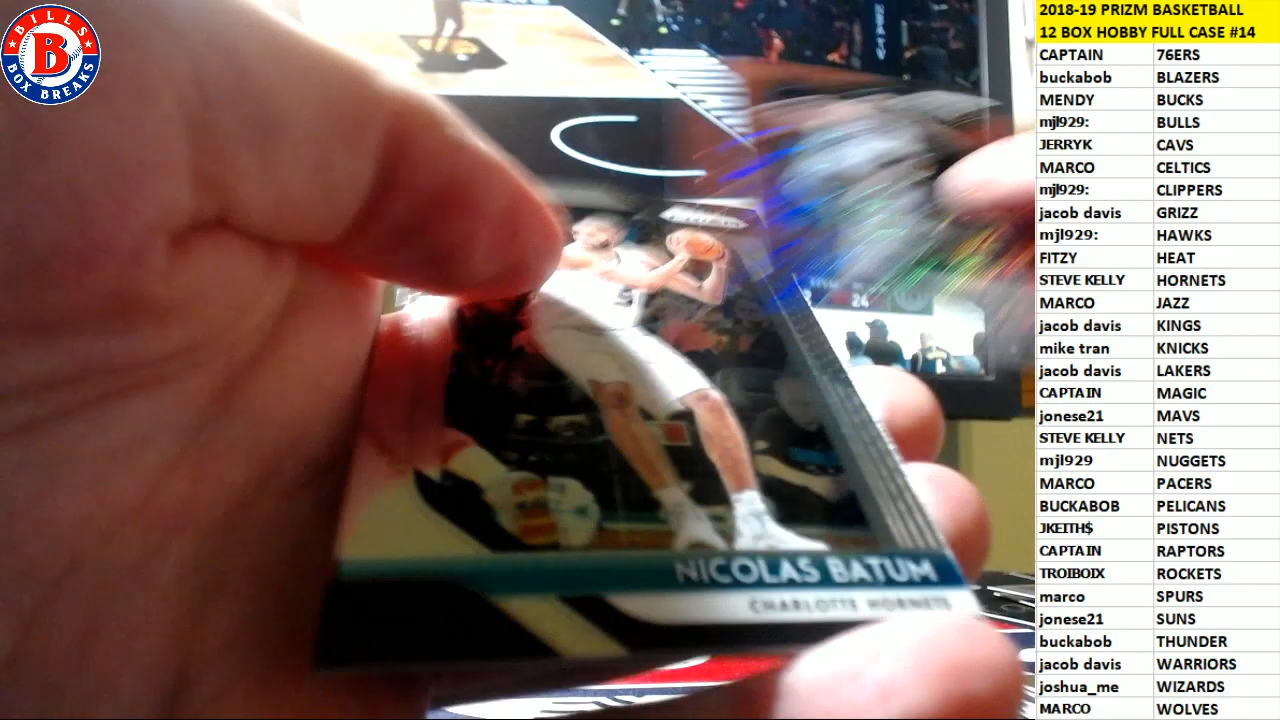 BILLS
B
BOX BREAKS
2018-19 PRIZM BASKETBALL
12 BOX HOBBY FULL CASE #14
CAPTAIN 76ERS
buckabob BLAZERS
MENDY BUCKS
mjl929: BULLS
JERRYK CAVS
MARCO CELTICS
mjl929: CLIPPERS
jacob davis GRIZZ
mjl929: HAWKS
FITZY HEAT
STEVE KELLY HORNETS
MARCO JAZZ
jacob davis KINGS
mike tran KNICKS
jacob davis LAKERS
CAPTAIN MAGIC
jonese21 MAVS
STEVE KELLY NETS
mjl929 NUGGETS
MARCO PACERS
BUCKABOB PELICANS
JKEITH$ PISTONS
CAPTAIN RAPTORS
TROIBOIX ROCKETS
marco SPURS
jonese21 SUNS
buckabob THUNDER
jacob davis WARRIORS
joshua_me WIZARDS
MARCO WOLVES
PRIZM
24
NICOLAS BATUM
CHARLOTTE HORNETS